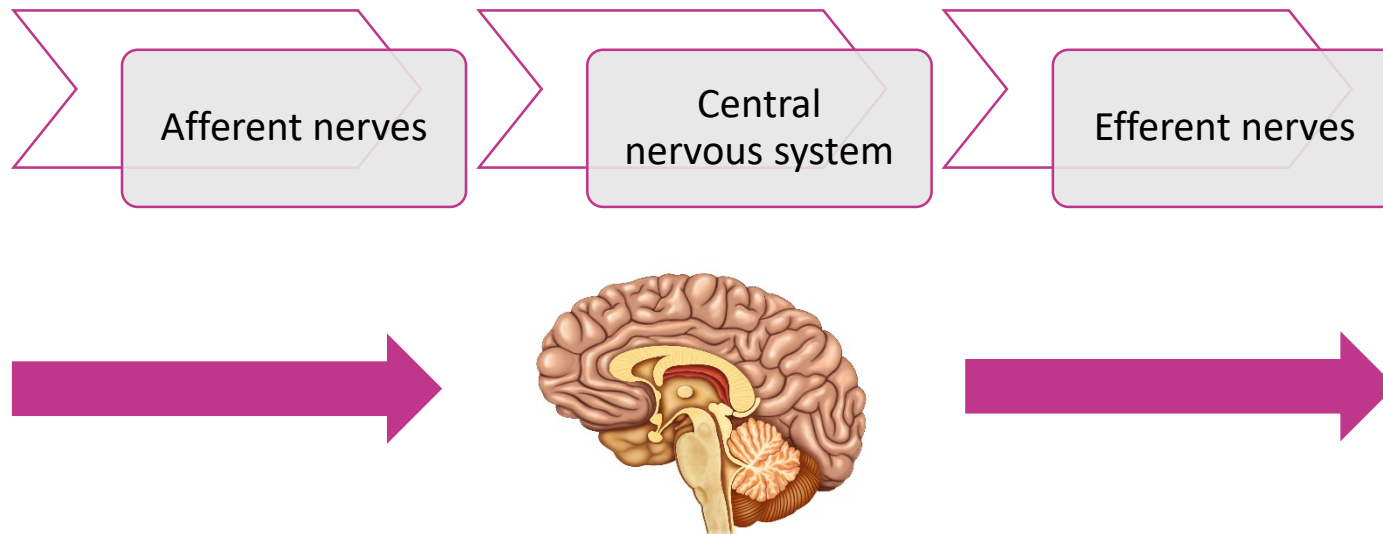 Afferent nerves
Central
nervous system
Efferent nerves